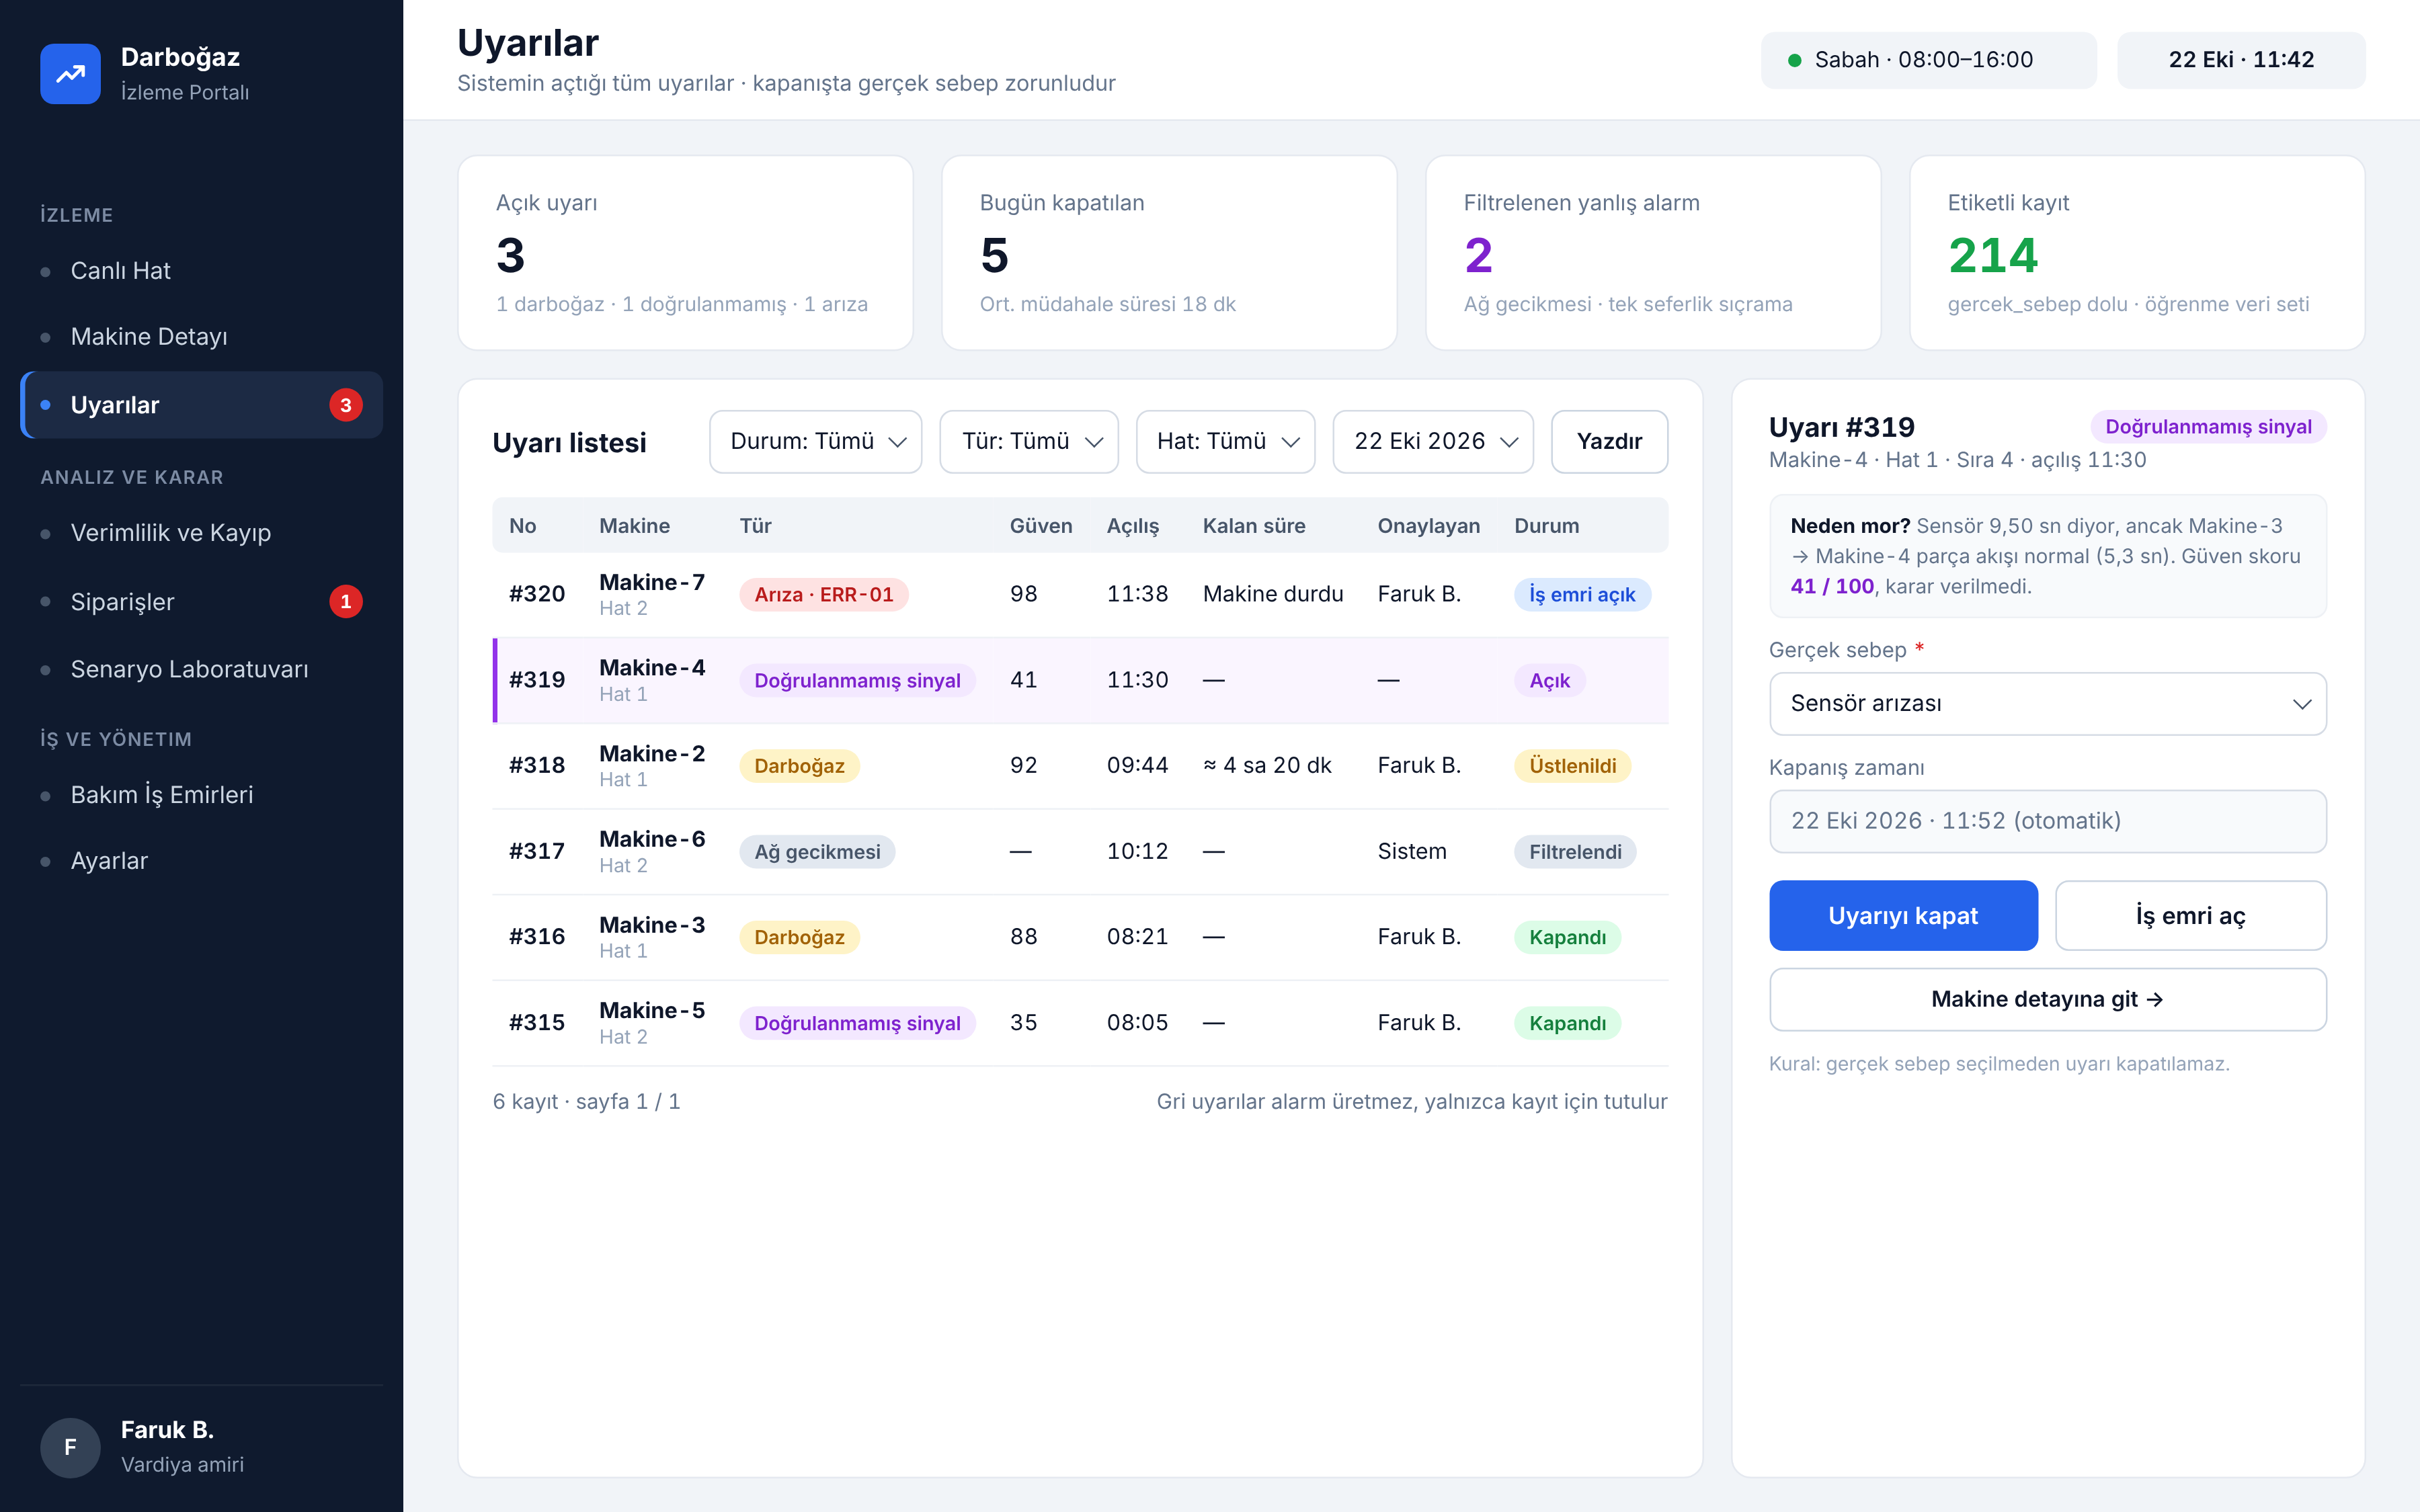 Darboğaz
İzleme Portalı
İZLEME
Canlı Hat
Makine Detayı
Uyarılar 3
ANALIZ VE KARAR
Verimlilik ve Kayıp
Siparişler 1
Senaryo Laboratuvarı
İŞ VE YÖNETIM
Bakım İş Emirleri
Ayarlar
F
Faruk B.
Vardiya amiri
Uyarılar
Sistemin açtığı tüm uyarılar · kapanışta gerçek sebep zorunludur
Sabah · 08:00–16:00
22 Eki · 11:42
Açık uyarı
3
1 darboğaz · 1 doğrulanmamış · 1 arıza
Bugün kapatılan
5
Ort. müdahale süresi 18 dk
Filtrelenen yanlış alarm
2
Ağ gecikmesi · tek seferlik sıçrama
Etiketli kayıt
214
gercek_sebep dolu · öğrenme veri seti
Uyarı listesi
Durum: Tümü
Tür: Tümü
Hat: Tümü
22 Eki 2026
Yazdır
No Makine Tür Güven Açılış Kalan süre Onaylayan Durum
#320 Makine-7 Arıza · ERR-01 98 11:38 Makine durdu Faruk B. İş emri açık
Hat 2
#319 Makine-4 Doğrulanmamış sinyal 41 11:30 — — Açık
Hat 1
#318 Makine-2 Darboğaz 92 09:44 ≈ 4 sa 20 dk Faruk B. Üstlenildi
Hat 1
#317 Makine-6 Ağ gecikmesi — 10:12 — Sistem Filtrelendi
Hat 2
#316 Makine-3 Darboğaz 88 08:21 — Faruk B. Kapandı
Hat 1
#315 Makine-5 Doğrulanmamış sinyal 35 08:05 — Faruk B. Kapandı
Hat 2
6 kayıt · sayfa 1 / 1
Gri uyarılar alarm üretmez, yalnızca kayıt için tutulur
Uyarı #319
Doğrulanmamış sinyal
Makine-4 · Hat 1 · Sıra 4 · açılış 11:30
Neden mor? Sensör 9,50 sn diyor, ancak Makine-3
→ Makine-4 parça akışı normal (5,3 sn). Güven skoru
41 / 100, karar verilmedi.
Gerçek sebep *
Sensör arızası
Kapanış zamanı
22 Eki 2026 · 11:52 (otomatik)
Uyarıyı kapat
İş emri aç
Makine detayına git →
Kural: gerçek sebep seçilmeden uyarı kapatılamaz.